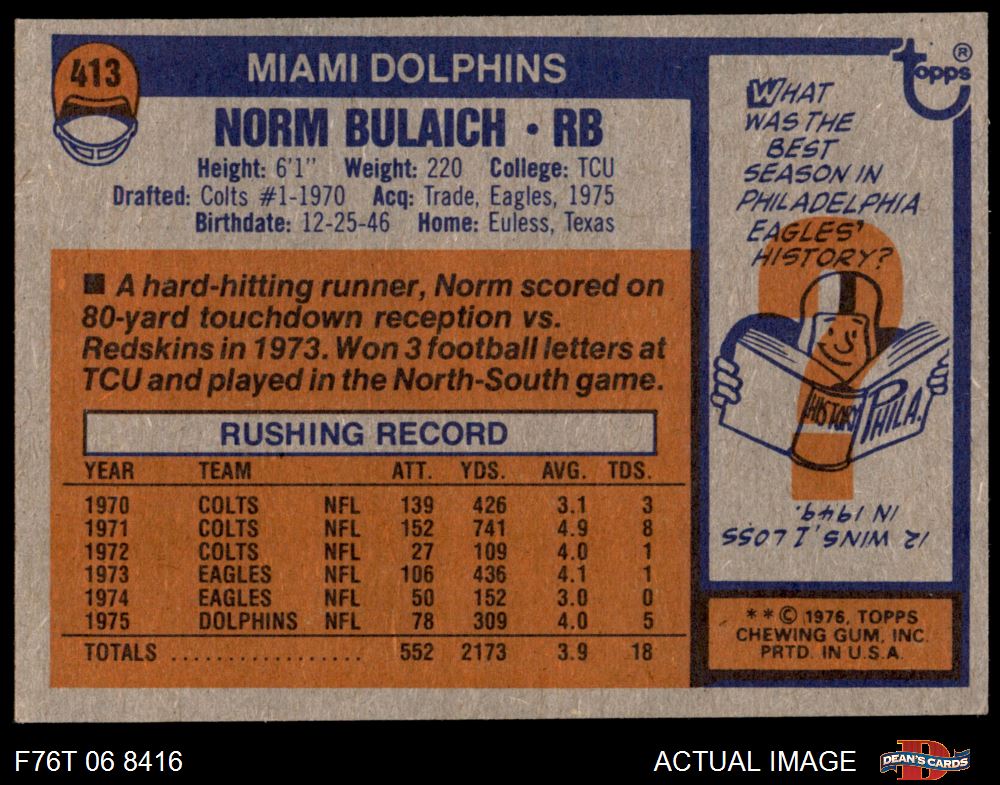 413
MIAMI DOLPHINS
NORM BULAICH • RB
Height: 6'1" Weight: 220 College: TCU
Drafted: Colts #1-1970 Acq: Trade, Eagles, 1975
Birthdate: 12-25-46 Home: Euless, Texas
■ A hard-hitting runner, Norm scored on
80-yard touchdown reception vs.
Redskins in 1973. Won 3 football letters at
TCU and played in the North-South game.
RUSHING RECORD
YEAR TEAM ATT. YDS. AVG. TDS.
1970 COLTS NFL 139 426 3.1 3
1971 COLTS NFL 152 741 4.9 8
1972 COLTS NFL 27 109 4.0 1
1973 EAGLES NFL 106 436 4.1 1
1974 EAGLES NFL 50 152 3.0 0
1975 DOLPHINS NFL 78 309 4.0 5
TOTALS .................. 552 2173 3.9 18
topps ®
WHAT
WAS THE
BEST
SEASON IN
PHILADELPHIA
EAGLES'
HISTORY?
?
HISTORY PHILA.
12 WINS, 1 LOSS
IN 1949.
* * © 1976, TOPPS
CHEWING GUM, INC.
PRTD. IN U.S.A.
F76T 06 8416
ACTUAL IMAGE
D
DEAN'S CARDS